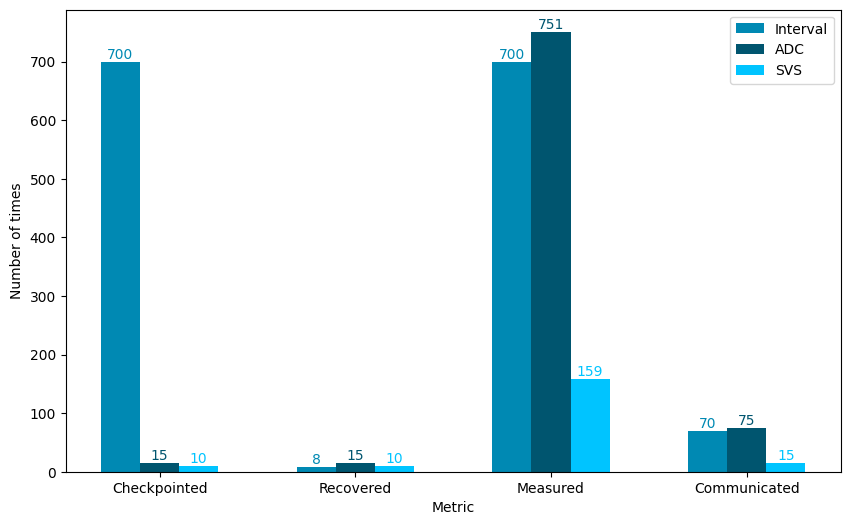 Number of times
700
600
500
400
300
200
100
0
700
15
10
8
15
10
700
751
159
70
75
15
Interval
ADC
SVS
Checkpointed
Recovered
Measured
Communicated
Metric